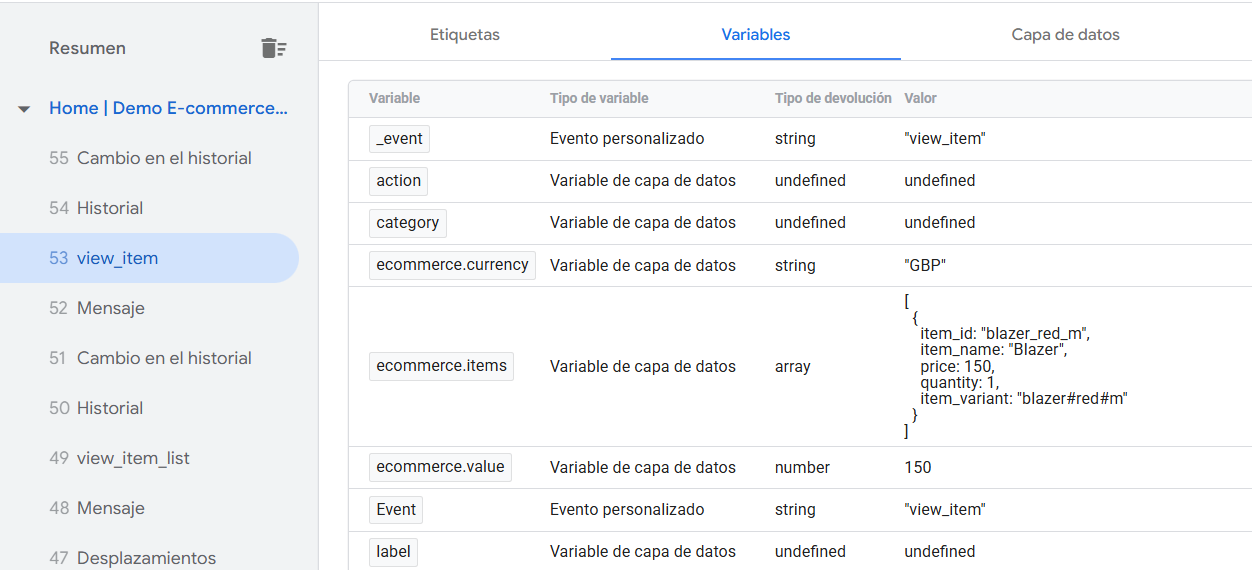 Resumen
Home | Demo E-commerce...
55 Cambio en el historial
54 Historial
53 view_item
52 Mensaje
51 Cambio en el historial
50 Historial
49 view_item_list
48 Mensaje
47 Desplazamientos
Etiquetas Variables Capa de datos
Variable Tipo de variable Tipo de devolución Valor
_event Evento personalizado string "view_item"
action Variable de capa de datos undefined undefined
category Variable de capa de datos undefined undefined
ecommerce.currency Variable de capa de datos string "GBP"
ecommerce.items Variable de capa de datos array
[
{
item_id: "blazer_red_m",
item_name: "Blazer",
price: 150,
quantity: 1,
item_variant: "blazer#red#m"
}
]
ecommerce.value Variable de capa de datos number 150
Event Evento personalizado string "view_item"
label Variable de capa de datos undefined undefined